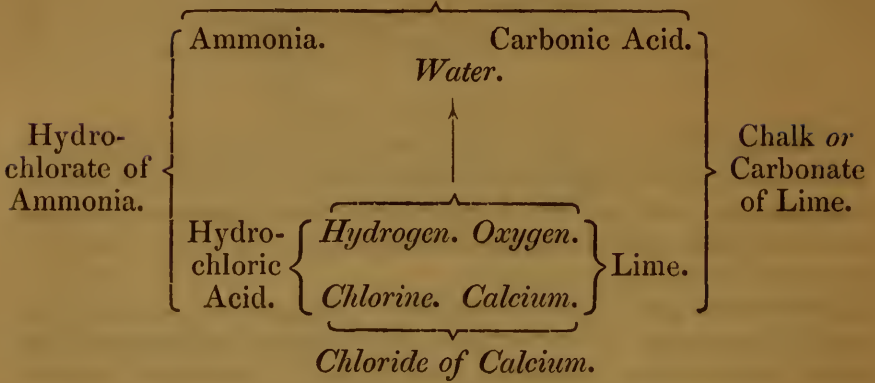 Ammonia. Carbonic Acid.
Water.
Hydro-
chlorate of
Ammonia.
Chalk or
Carbonate
of Lime.
Hydro-
chloric
Acid.
Hydrogen. Oxygen.
Chlorine. Calcium.
Lime.
Chloride of Calcium.